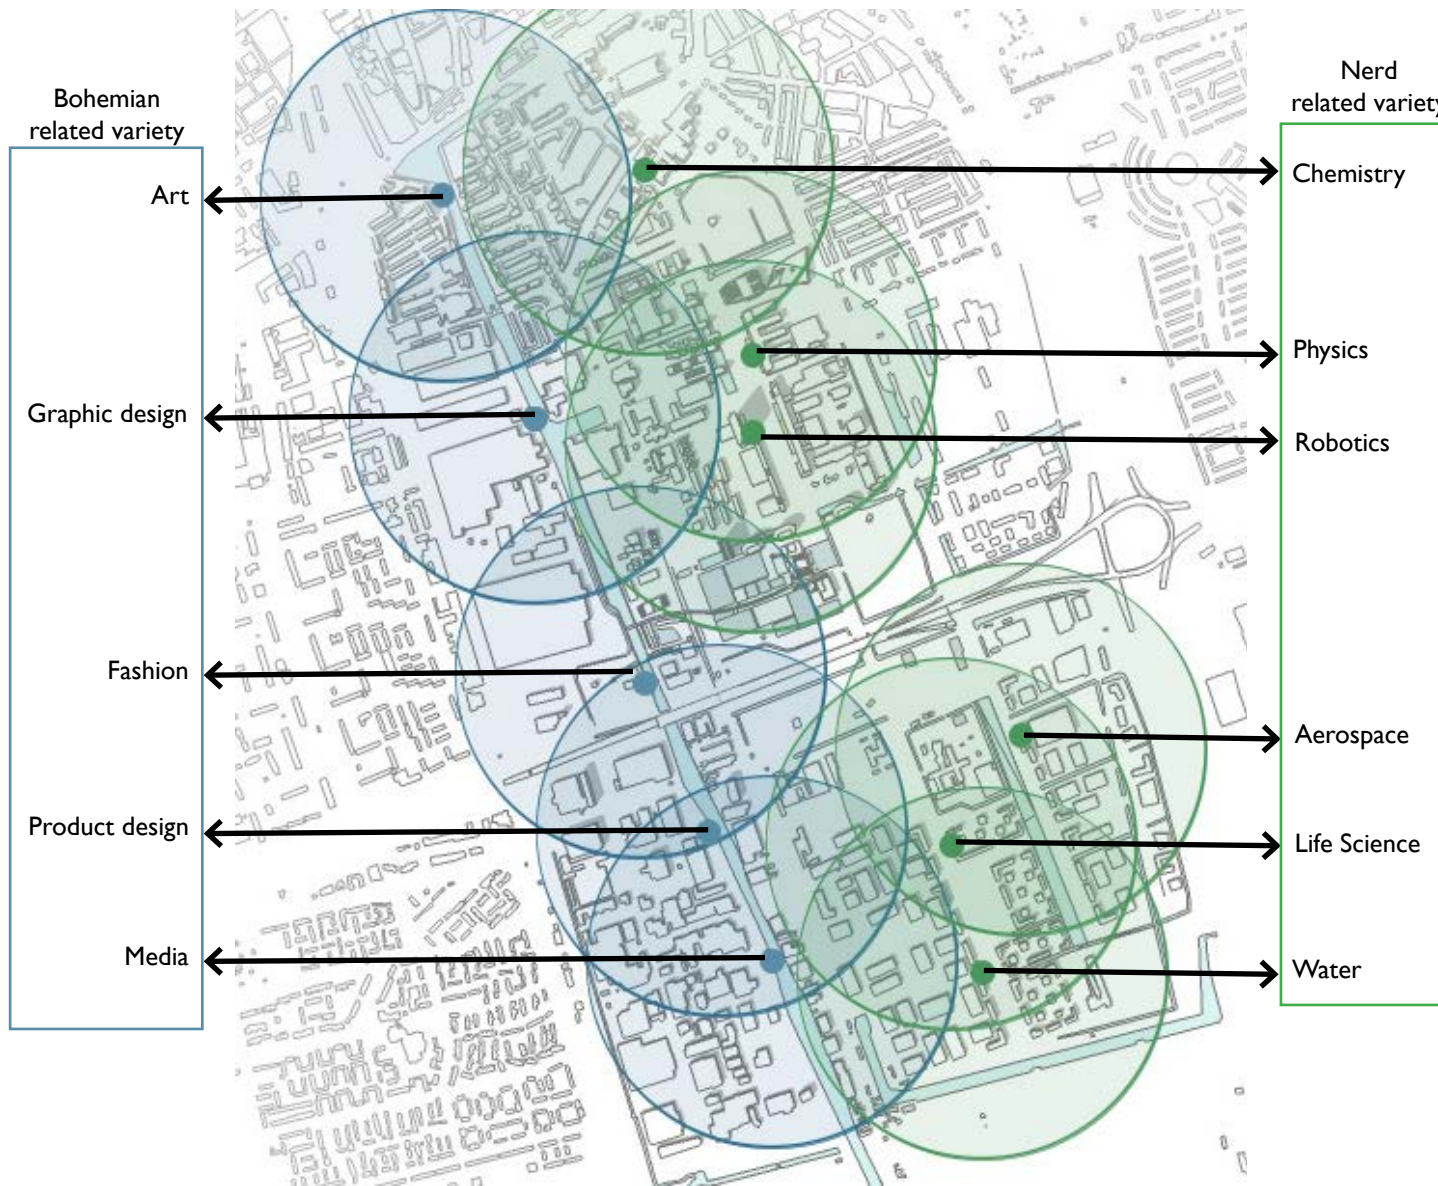 Bohemian
related variety
Art
Graphic design
Fashion
Product design
Media
Nerd
related variety
Chemistry
Physics
Robotics
Aerospace
Life Science
Water